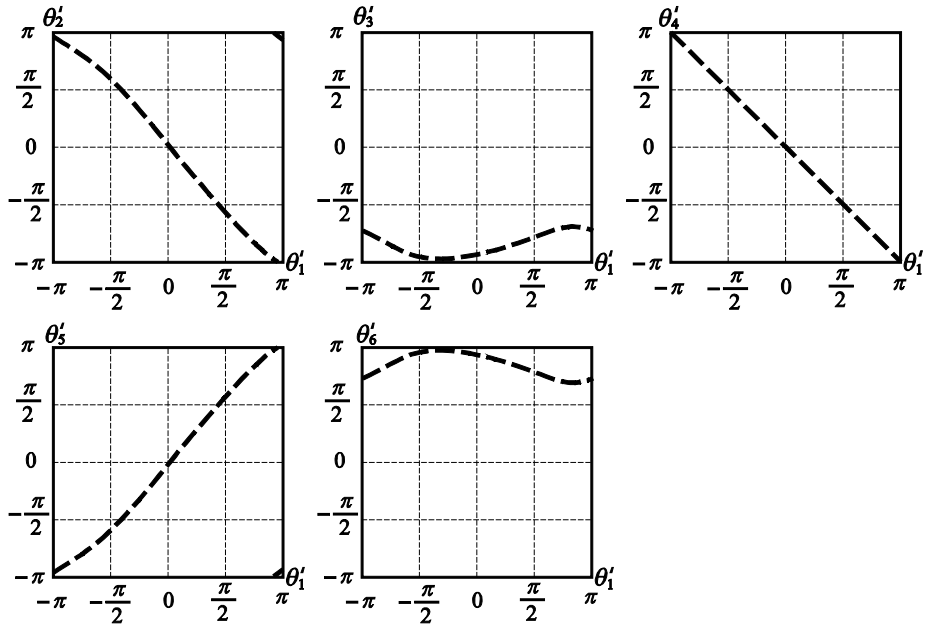 θ′₂ θ′₃ θ′₄
π π π
π/2 π/2 π/2
0 0 0
−π/2 −π/2 −π/2
−π θ′₁ −π θ′₁ −π θ′₁
−π −π/2 0 π/2 π −π −π/2 0 π/2 π −π −π/2 0 π/2 π
θ′₅ θ′₆
π π
π/2 π/2
0 0
−π/2 −π/2
−π θ′₁ −π θ′₁
−π −π/2 0 π/2 π −π −π/2 0 π/2 π